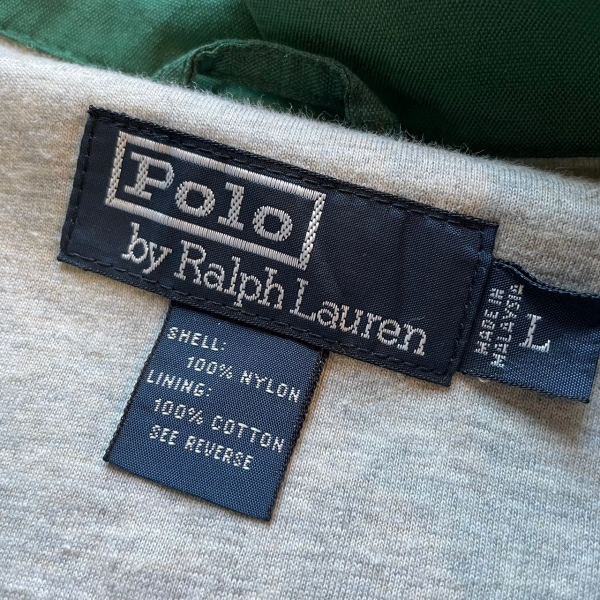 Polo
by Ralph Lauren
MADE IN
MALAYSIA
L
SHELL:
100% NYLON
LINING:
100% COTTON
SEE REVERSE